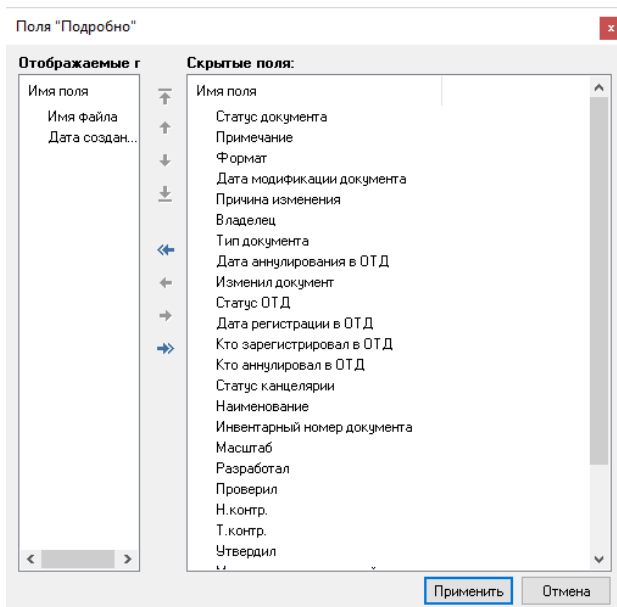 Поля "Подробно"
x
Отображаемые г
Имя поля
Имя файла
Дата создан...
Скрытые поля:
Имя поля
Статус документа
Примечание
Формат
Дата модификации документа
Причина изменения
Владелец
Тип документа
Дата аннулирования в ОТД
Изменил документ
Статус ОТД
Дата регистрации в ОТД
Кто зарегистрировал в ОТД
Кто аннулировал в ОТД
Статус канцелярии
Наименование
Инвентарный номер документа
Масштаб
Разработал
Проверил
Н.контр.
Т.контр.
Утвердил
Применить
Отмена